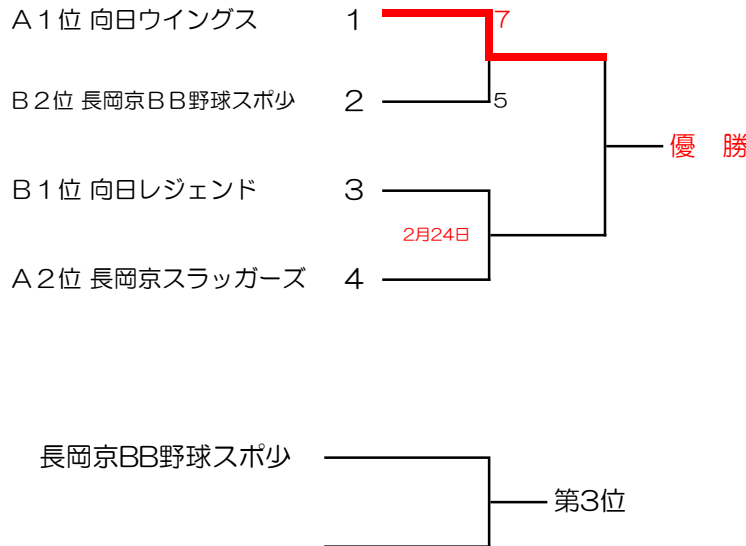 A１位 向日ウイングス 1 7
B２位 長岡京ＢＢ野球スポ少 2 5
優　勝
B１位 向日レジェンド 3
2月24日
A２位 長岡京スラッガーズ 4
長岡京BB野球スポ少
第3位